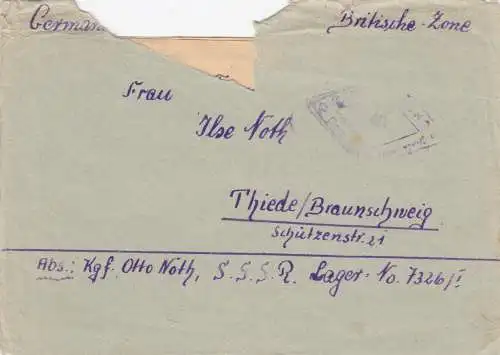 German Britische-Zone
Frau
Ilse Noth
Thiede/Braunschweig
Schützenstr. 21
Abs.: Kgf. Otto Noth, S.S.S.R. Lager-No. 7326/I